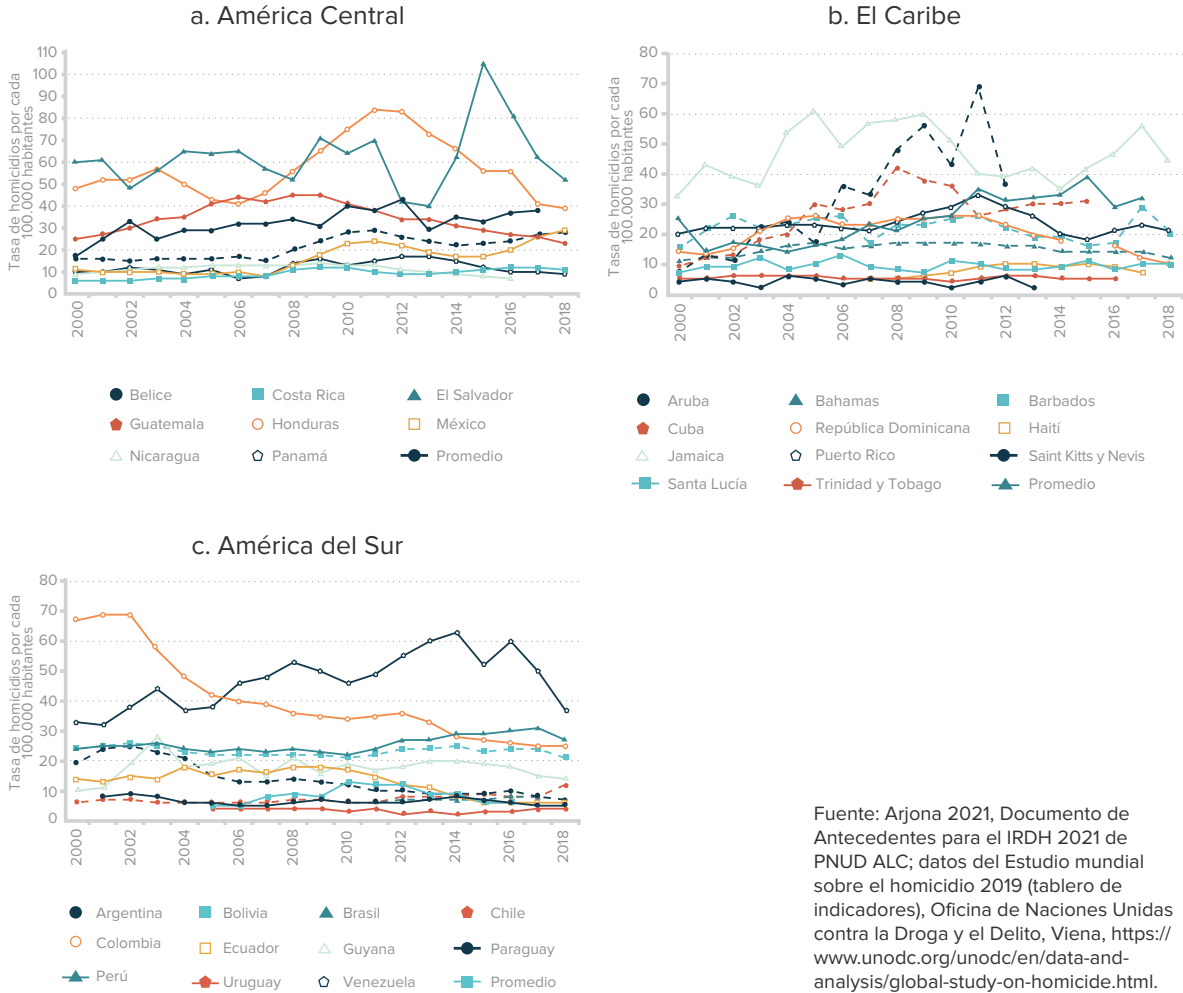 a. América Central
Tasa de homicidios por cada
100.000 habitantes
110
100
90
80
70
60
50
40
30
20
10
0
2000
2002
2004
2006
2008
2010
2012
2014
2016
2018
Belice
Costa Rica
El Salvador
Guatemala
Honduras
México
Nicaragua
Panamá
Promedio
b. El Caribe
Tasa de homicidios por cada
100.000 habitantes
80
70
60
50
40
30
20
10
0
2000
2002
2004
2006
2008
2010
2012
2014
2016
2018
Aruba
Bahamas
Barbados
Cuba
República Dominicana
Haití
Jamaica
Puerto Rico
Saint Kitts y Nevis
Santa Lucía
Trinidad y Tobago
Promedio
c. América del Sur
Tasa de homicidios por cada
100.000 habitantes
80
70
60
50
40
30
20
10
0
2000
2002
2004
2006
2008
2010
2012
2014
2016
2018
Argentina
Bolivia
Brasil
Chile
Colombia
Ecuador
Guyana
Paraguay
Perú
Uruguay
Venezuela
Promedio
Fuente: Arjona 2021, Documento de
Antecedentes para el IRDH 2021 de
PNUD ALC; datos del Estudio mundial
sobre el homicidio 2019 (tablero de
indicadores), Oficina de Naciones Unidas
contra la Droga y el Delito, Viena, https://
www.unodc.org/unodc/en/data-and-
analysis/global-study-on-homicide.html.